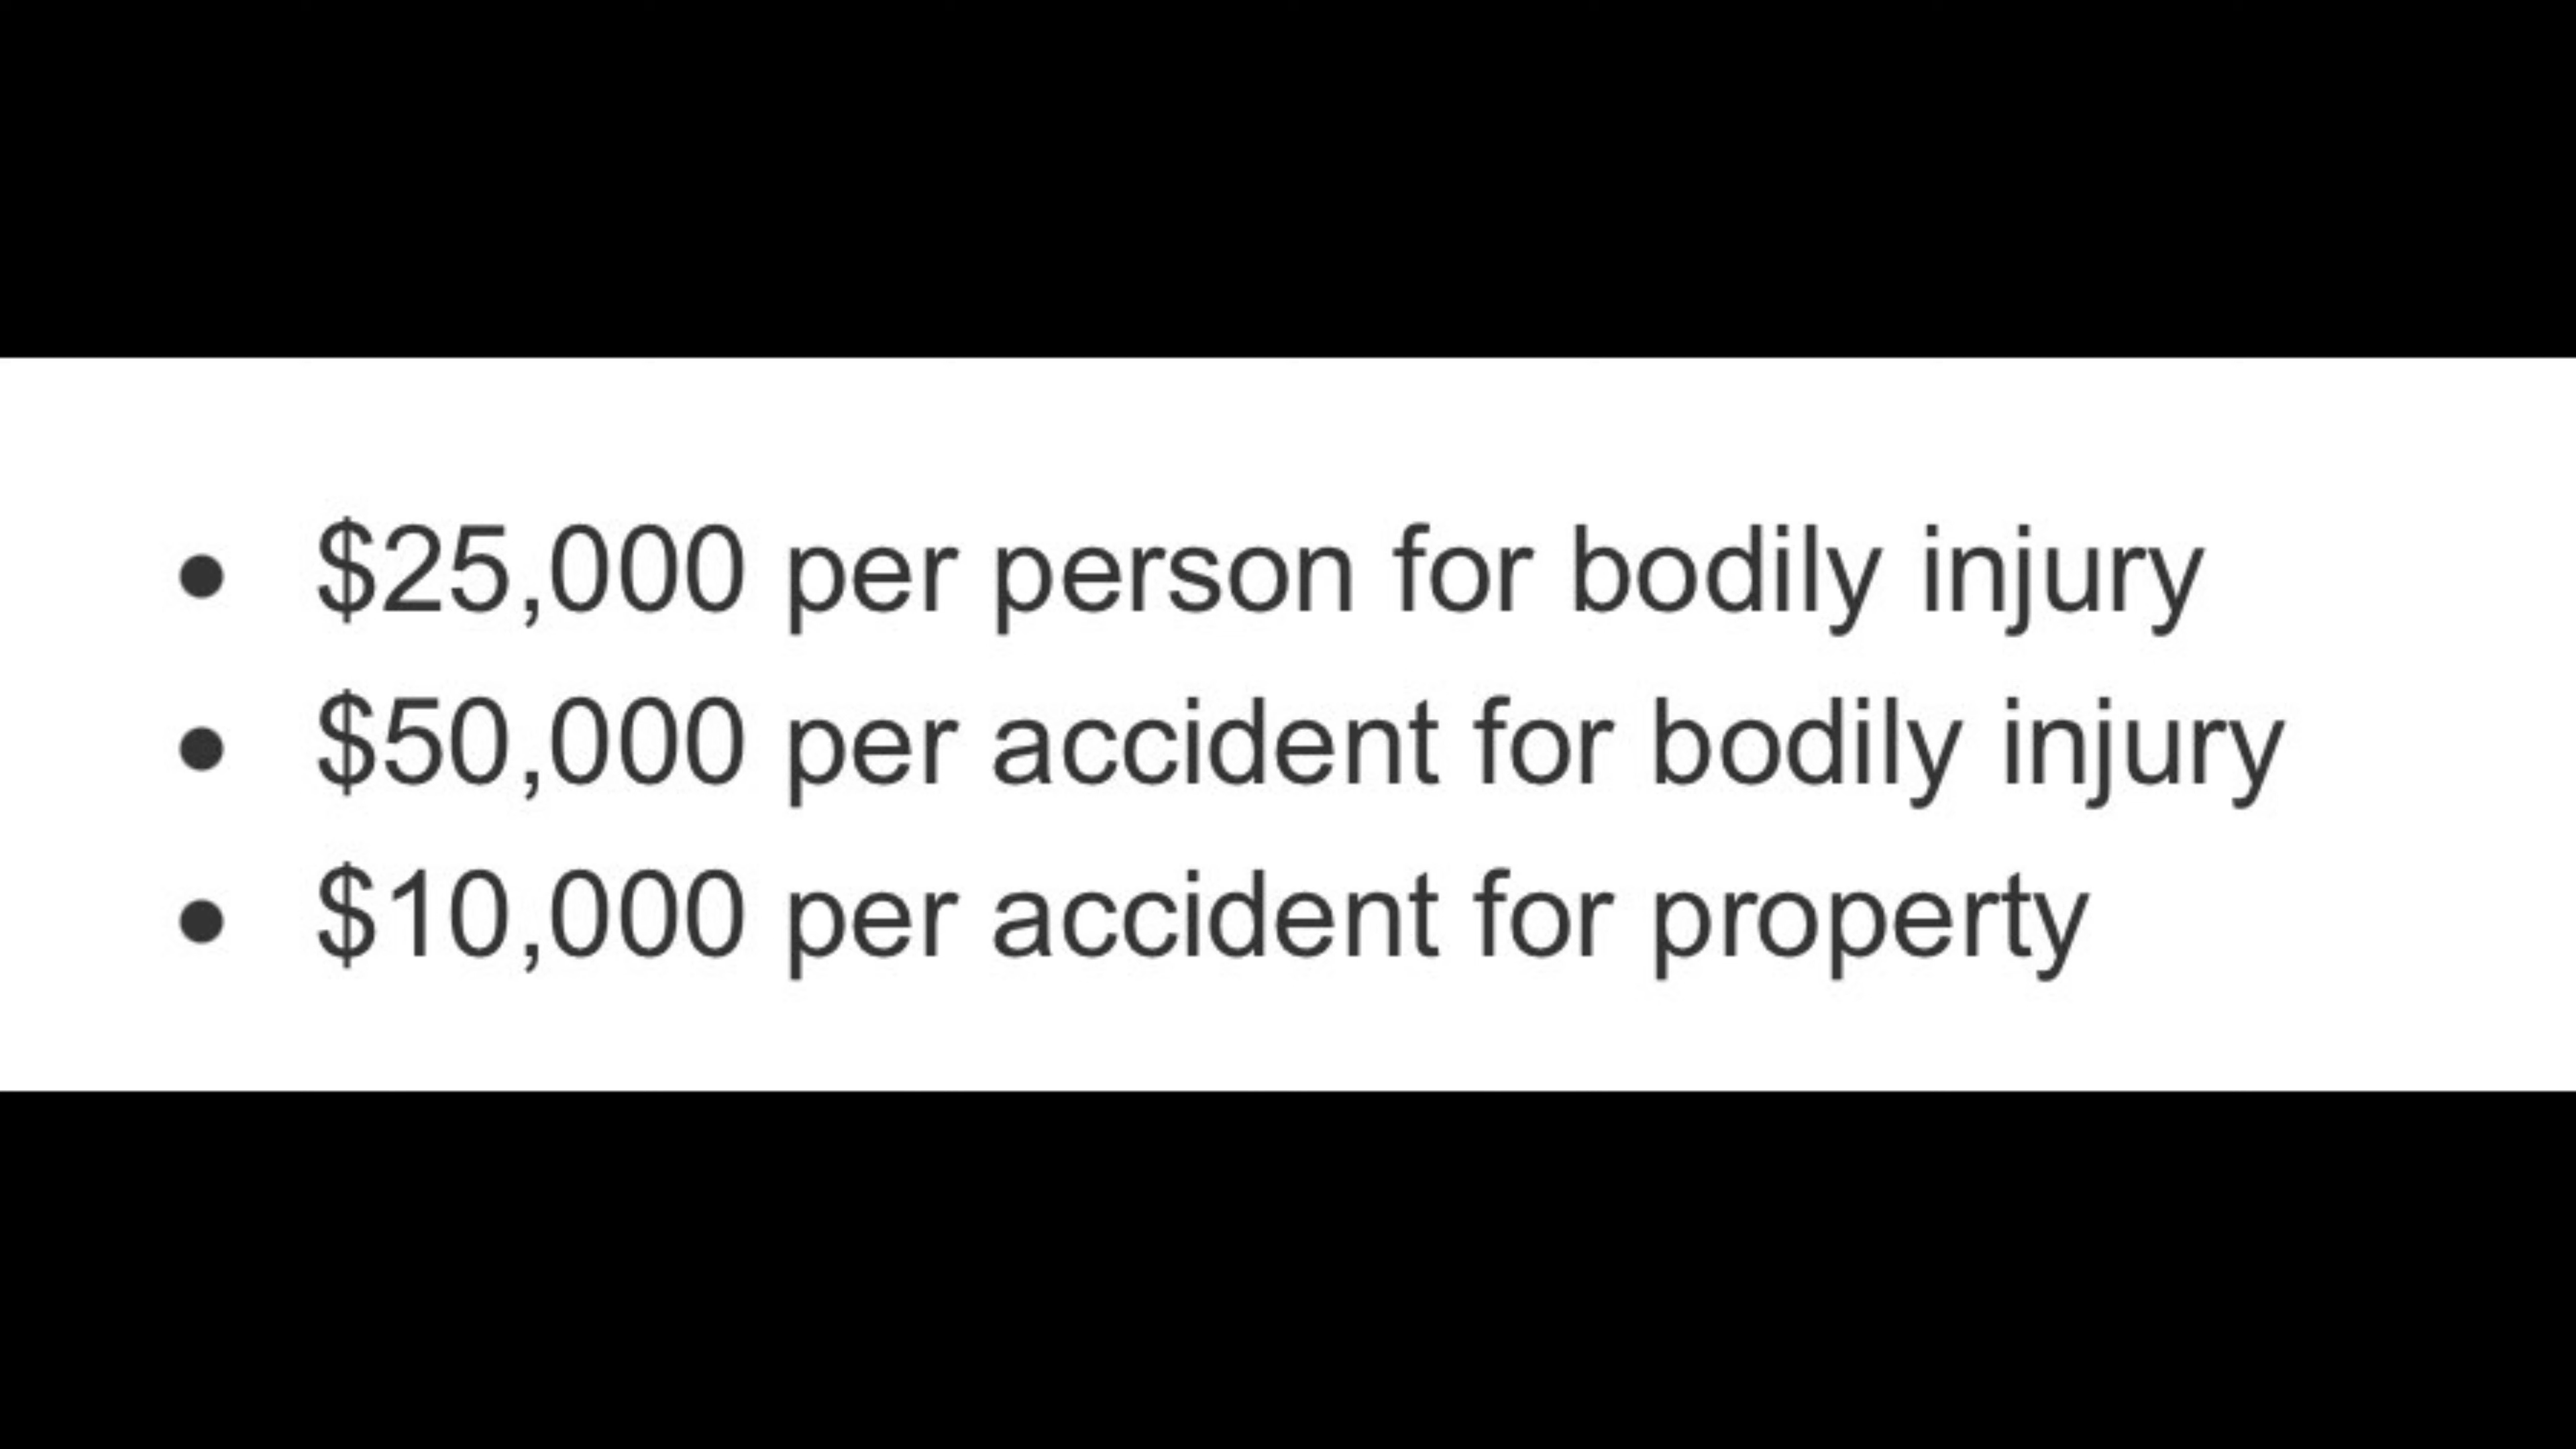 • $25,000 per person for bodily injury
• $50,000 per accident for bodily injury
• $10,000 per accident for property